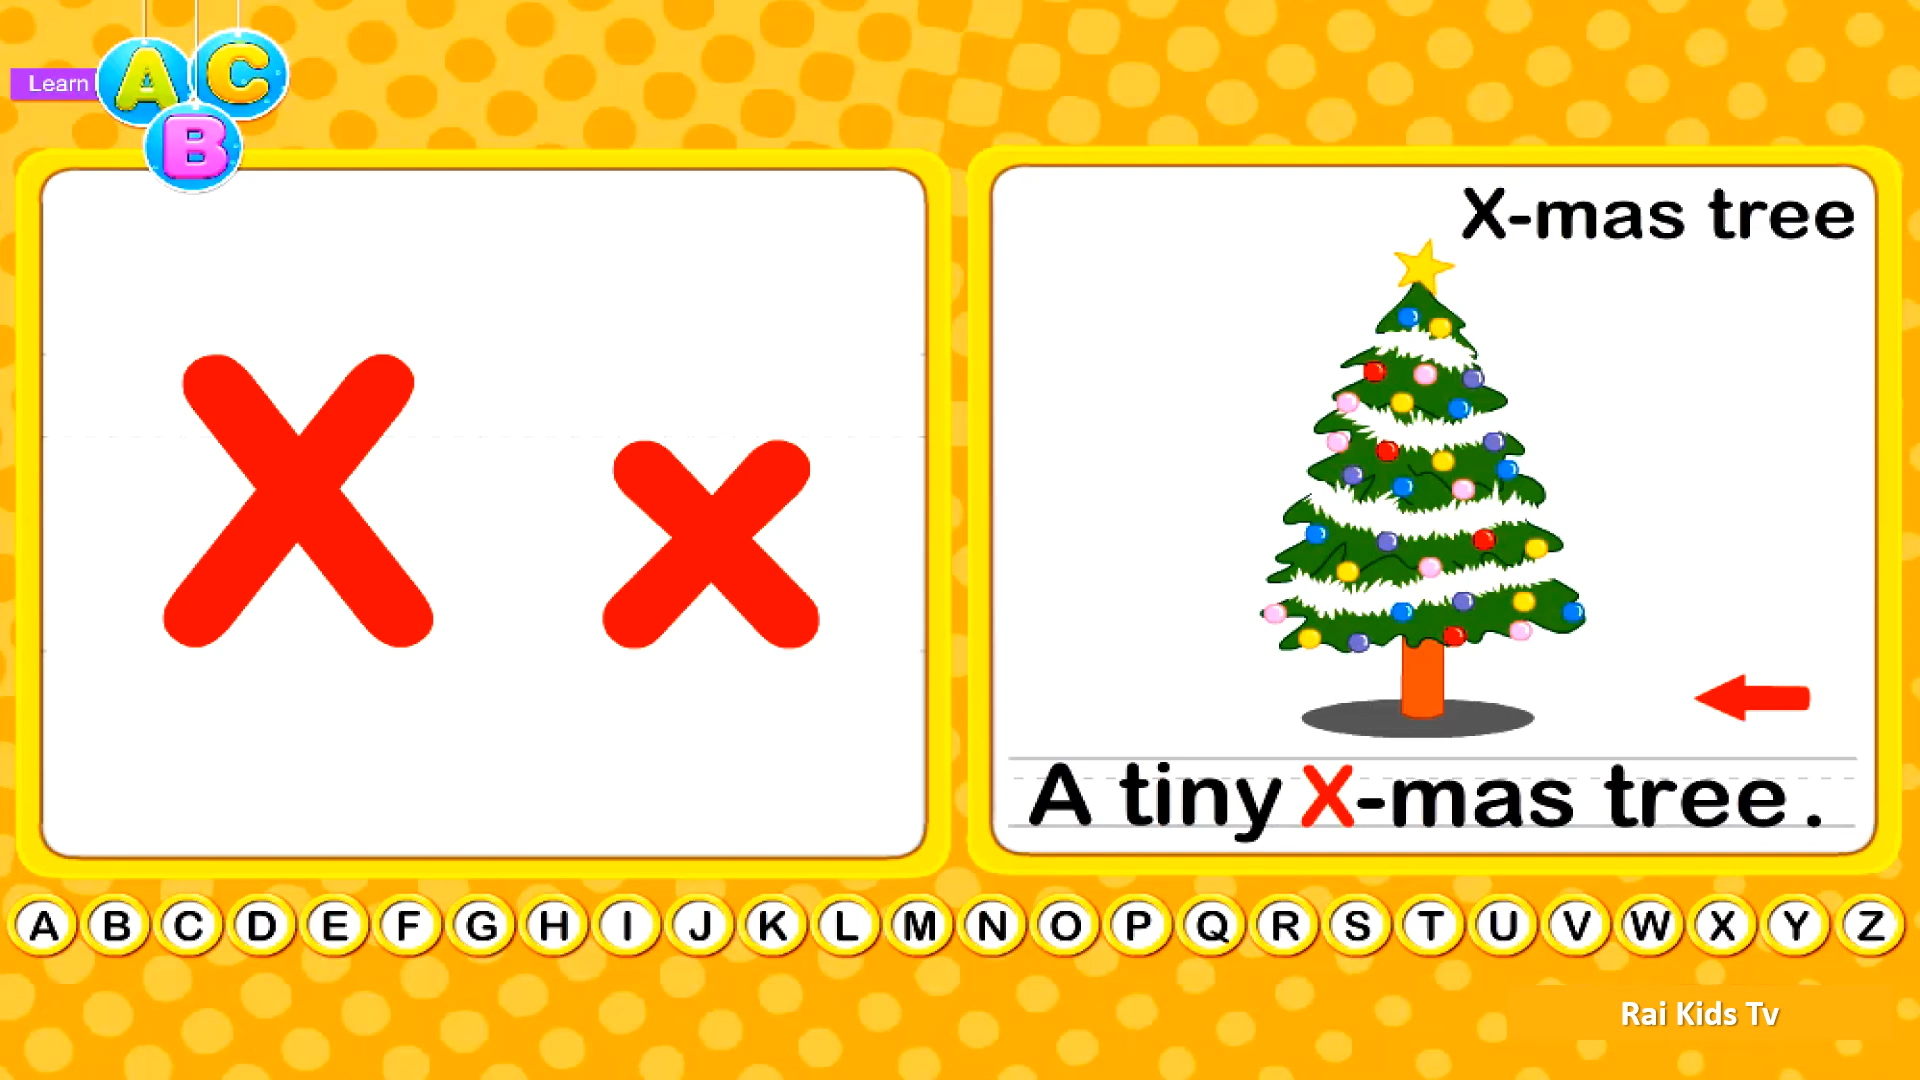 Learn
A C
B
X x
X-mas tree
A tiny X-mas tree.
A B C D E F G H I J K L M N O P Q R S T U V W X Y Z
Rai Kids Tv